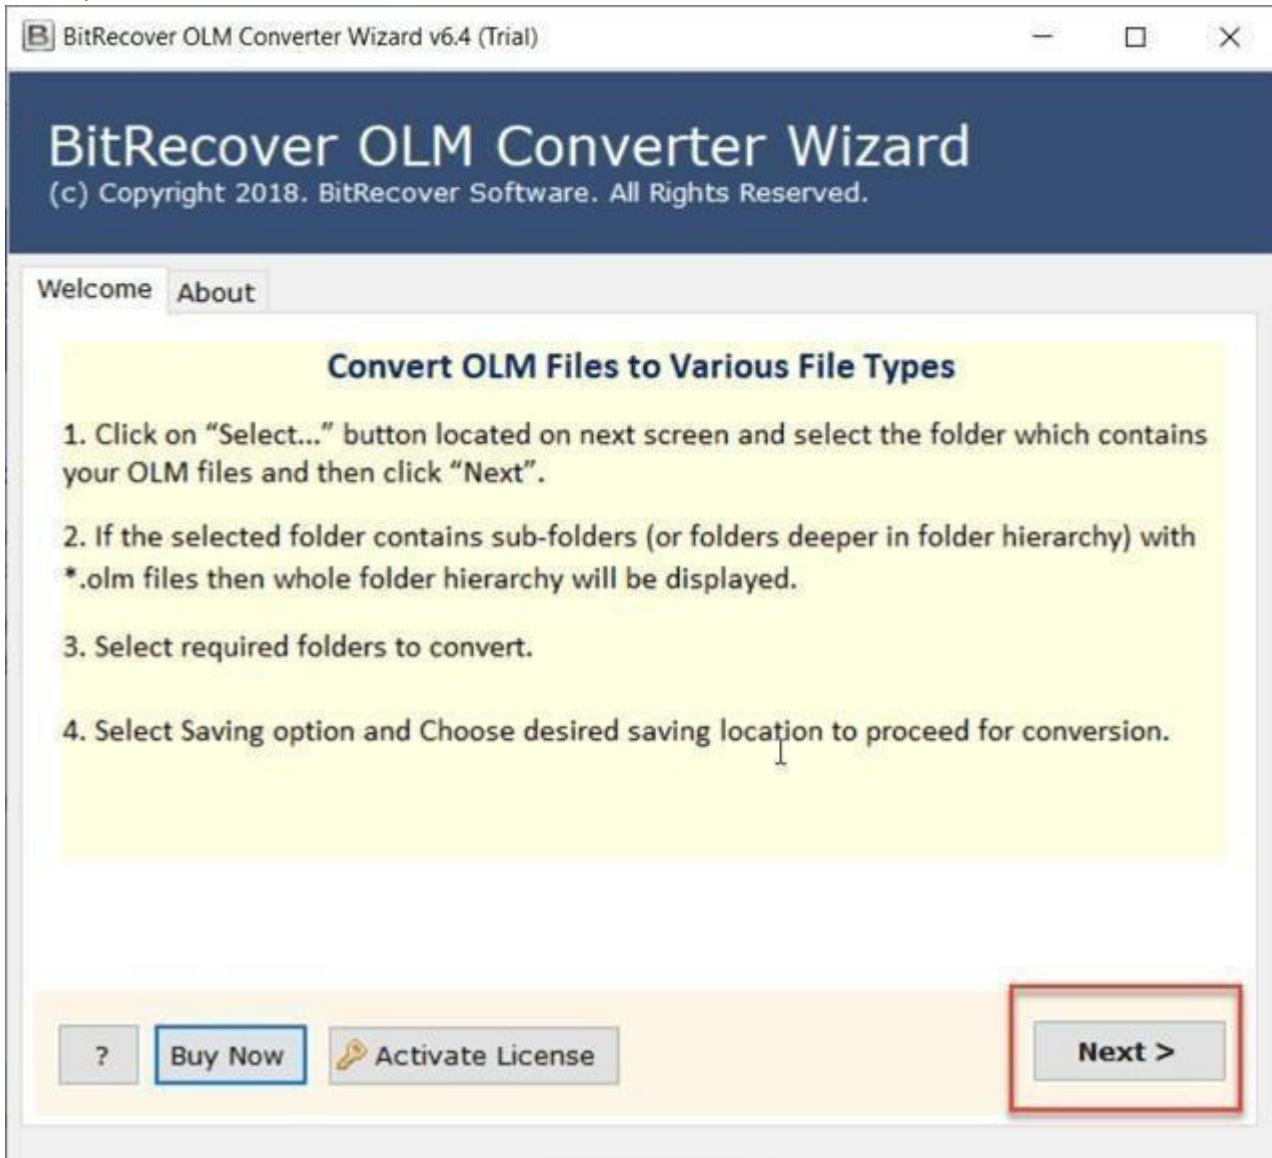 BitRecover OLM Converter Wizard v6.4 (Trial)
BitRecover OLM Converter Wizard
(c) Copyright 2018. BitRecover Software. All Rights Reserved.
Welcome About
Convert OLM Files to Various File Types
1. Click on “Select...” button located on next screen and select the folder which contains
your OLM files and then click “Next”.
2. If the selected folder contains sub-folders (or folders deeper in folder hierarchy) with
*.olm files then whole folder hierarchy will be displayed.
3. Select required folders to convert.
4. Select Saving option and Choose desired saving location to proceed for conversion.
? Buy Now Activate License Next >